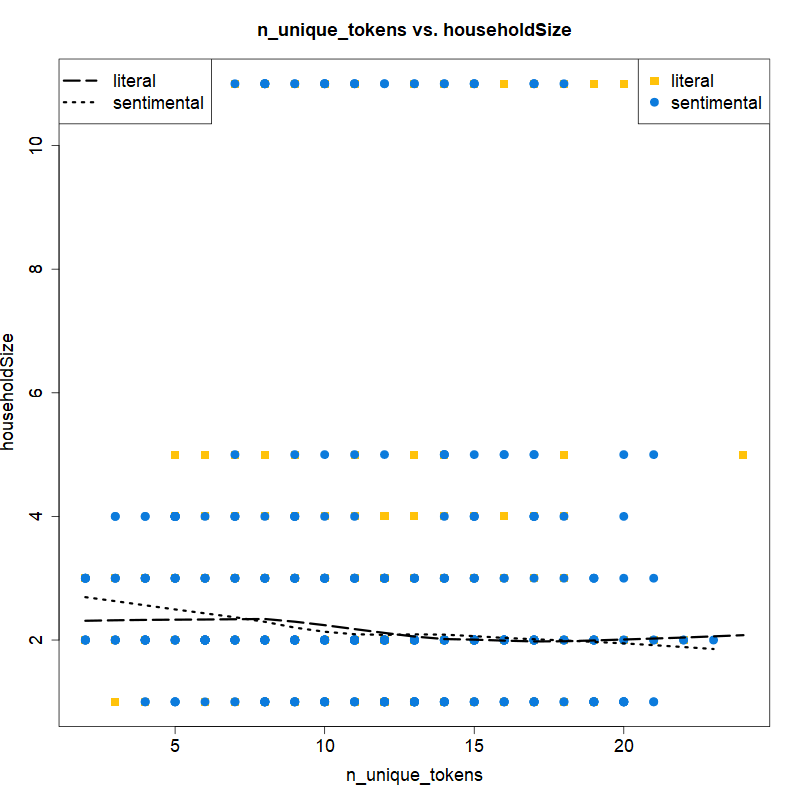 n_unique_tokens vs. householdSize
literal
sentimental
literal
sentimental
householdSize
10
8
6
4
2
5 10 15 20
n_unique_tokens